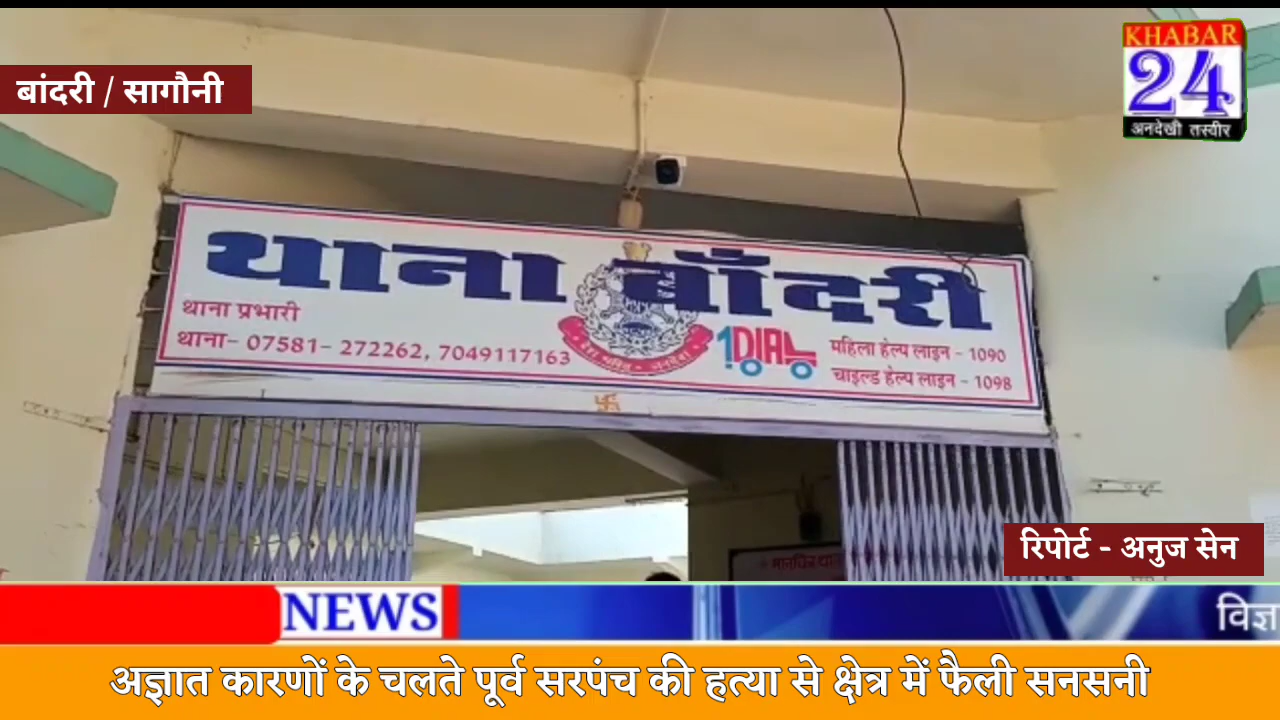 बांदरी / सागौनी
KHABAR
24
अनदेखी तस्वीर
थाना बाँदरी
थाना प्रभारी
थाना– 07581– 272262, 7049117163
1DIAL
महिला हेल्प लाइन – 1090
चाइल्ड हेल्प लाइन – 1098
रिपोर्ट - अनुज सेन
NEWS
अज्ञात कारणों के चलते पूर्व सरपंच की हत्या से क्षेत्र में फैली सनसनी